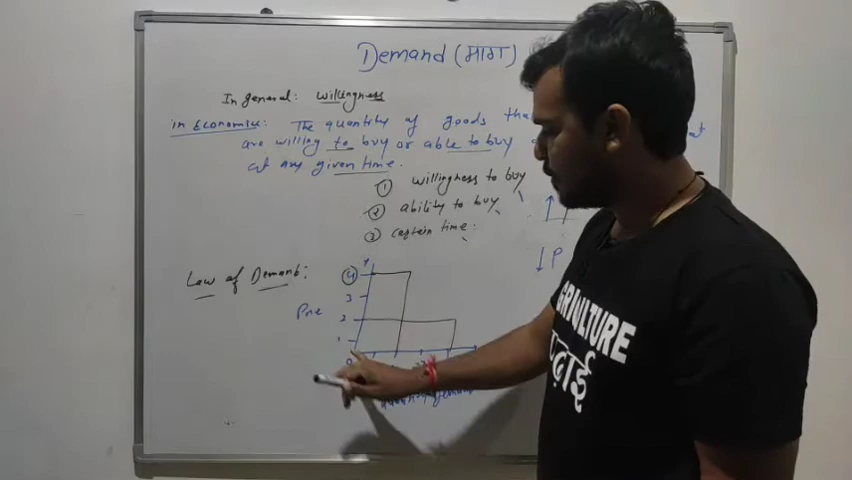 Demand (मांग)
In general: willingness
in Economics: The quantity of goods tha
are willing to buy or able to buy
at any given time.
① willingness to buy
② ability to buy
③ certain time
↓ P
Law of Demand:
Y
4
3
Price
2
1
0
GRICULTURE
पढ़ाई